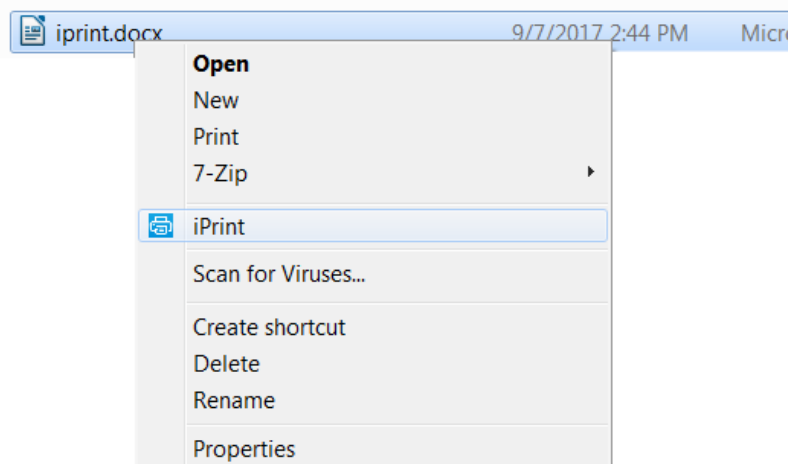 iprint.docx 9/7/2017 2:44 PM
Open
New
Print
7-Zip
iPrint
Scan for Viruses...
Create shortcut
Delete
Rename
Properties